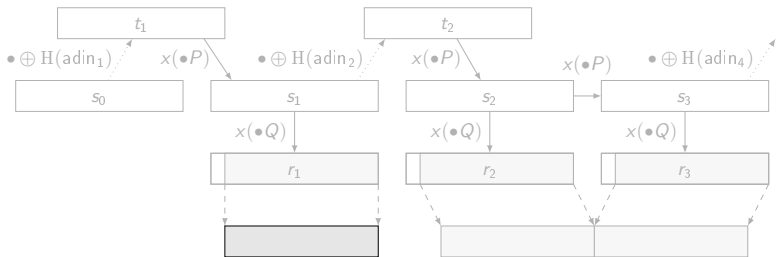 t₁ t₂
• ⊕ H(adin₁) x(•P) • ⊕ H(adin₂) x(•P) x(•P) • ⊕ H(adin₄)
s₀ s₁ s₂ s₃
x(•Q) x(•Q) x(•Q)
r₁ r₂ r₃